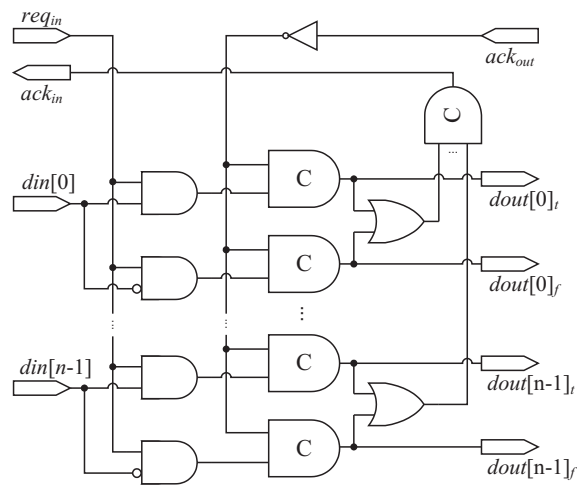 req_in
ack_out
ack_in
C
...
din[0]
C
dout[0]_t
C
dout[0]_f
...
...
...
din[n-1]
C
dout[n-1]_t
C
dout[n-1]_f